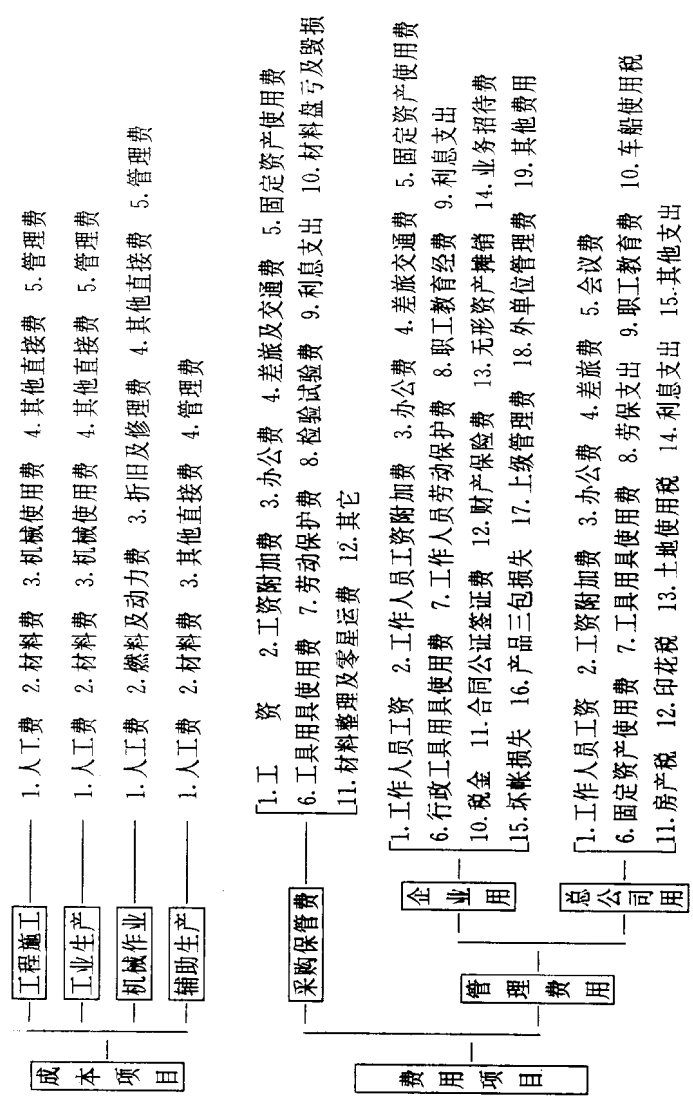 成本项目
工程施工
1.人工费 2.材料费 3.机械使用费 4.其他直接费 5.管理费
工业生产
1.人工费 2.材料费 3.机械使用费 4.其他直接费 5.管理费
机械作业
1.人工费 2.燃料及动力费 3.折旧及修理费 4.其他直接费 5.管理费
辅助生产
1.人工费 2.材料费 3.其他直接费 4.管理费
费用项目
采购保管费
1.工 资 2.工资附加费 3.办公费 4.差旅及交通费 5.固定资产使用费
6.工具用具使用费 7.劳动保护费 8.检验试验费 9.利息支出 10.材料盘亏及毁损
11.材料整理及零星运费 12.其它
管理费用
企业用
1.工作人员工资 2.工作人员工资附加费 3.办公费 4.差旅交通费 5.固定资产使用费
6.行政工具用具使用费 7.工作人员劳动保护费 8.职工教育经费 9.利息支出
10.税金 11.合同公证签证费 12.财产保险费 13.无形资产摊销 14.业务招待费
15.坏帐损失 16.产品三包损失 17.上级管理费 18.外单位管理费 19.其他费用
总公司用
1.工作人员工资 2.工资附加费 3.办公费 4.差旅费 5.会议费
6.固定资产使用费 7.工具用具使用费 8.劳保支出 9.职工教育费 10.车船使用税
11.房产税 12.印花税 13.土地使用税 14.利息支出 15.其他支出